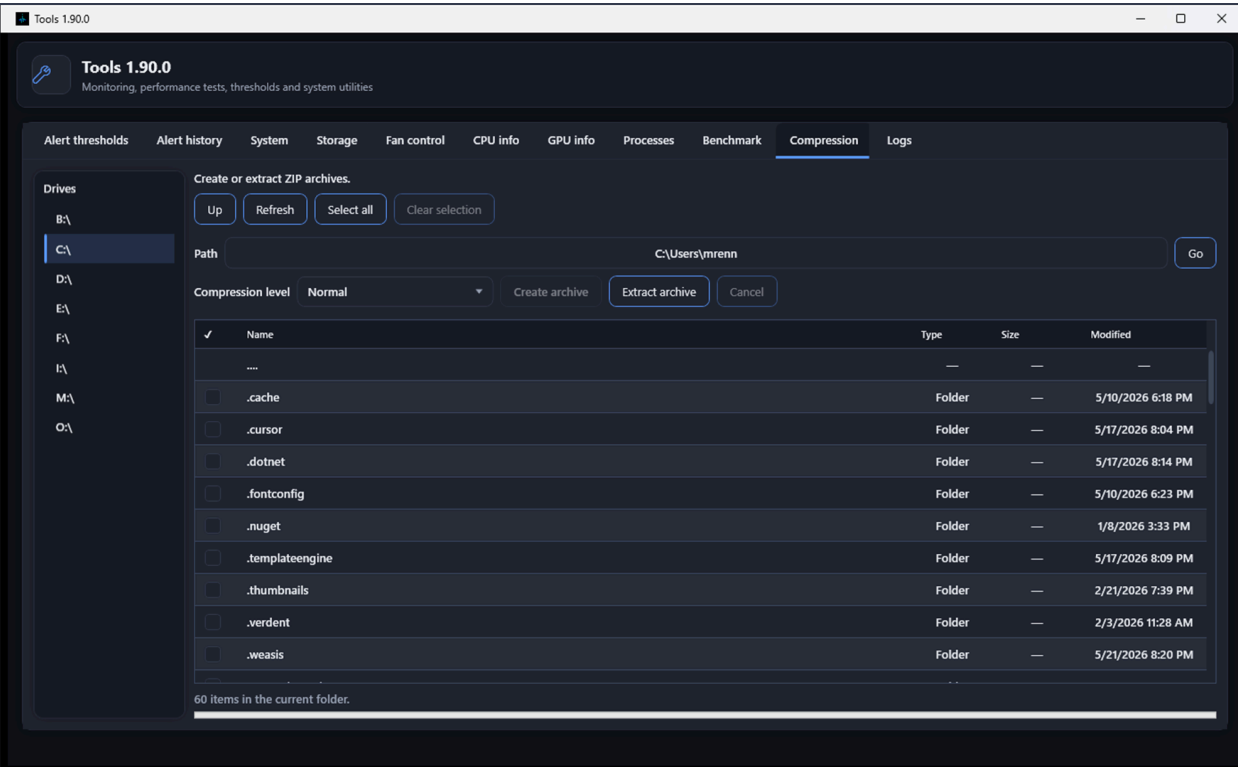 Tools 1.90.0
Tools 1.90.0
Monitoring, performance tests, thresholds and system utilities
Alert thresholds Alert history System Storage Fan control CPU info GPU info Processes Benchmark Compression Logs
Drives
B:\
C:\
D:\
E:\
F:\
I:\
M:\
O:\
Create or extract ZIP archives.
Up Refresh Select all Clear selection
Path C:\Users\mrenn Go
Compression level Normal Create archive Extract archive Cancel
✓ Name Type Size Modified
.... — — —
.cache Folder — 5/10/2026 6:18 PM
.cursor Folder — 5/17/2026 8:04 PM
.dotnet Folder — 5/17/2026 8:14 PM
.fontconfig Folder — 5/10/2026 6:23 PM
.nuget Folder — 1/8/2026 3:33 PM
.templateengine Folder — 5/17/2026 8:09 PM
.thumbnails Folder — 2/21/2026 7:39 PM
.verdent Folder — 2/3/2026 11:28 AM
.weasis Folder — 5/21/2026 8:20 PM
60 items in the current folder.